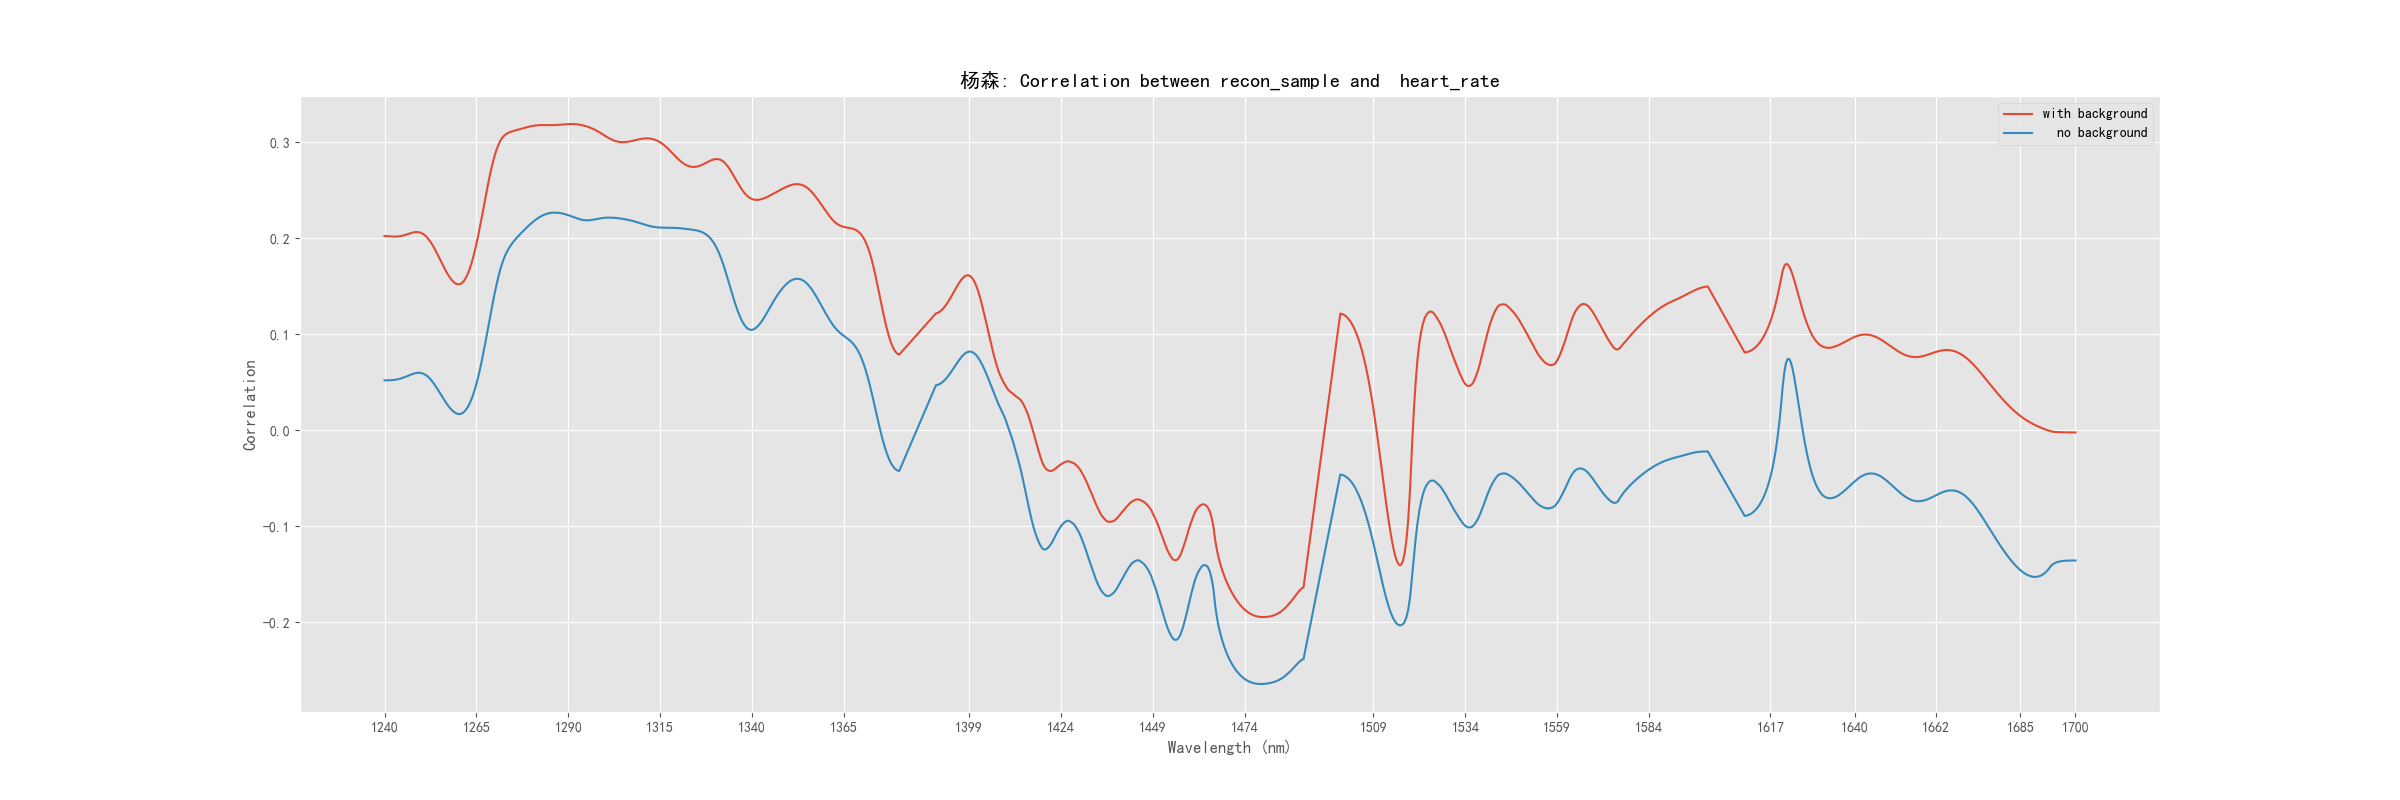 杨森: Correlation between recon_sample and  heart_rate
with background
no background
Correlation
0.3
0.2
0.1
0.0
-0.1
-0.2
1240 1265 1290 1315 1340 1365 1399 1424 1449 1474 1509 1534 1559 1584 1617 1640 1662 1685 1700
Wavelength (nm)